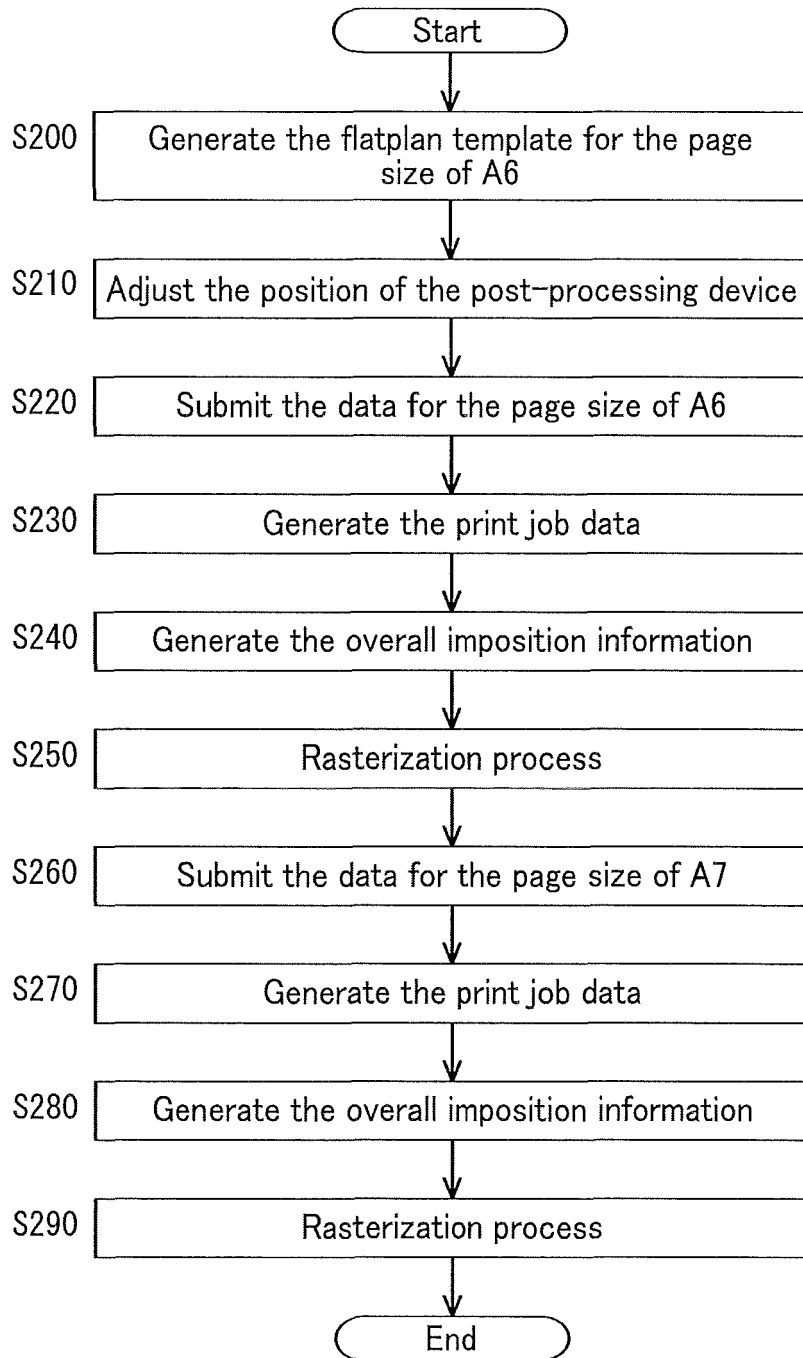 Start
S200
Generate the flatplan template for the page
size of A6
S210
Adjust the position of the post-processing device
S220
Submit the data for the page size of A6
S230
Generate the print job data
S240
Generate the overall imposition information
S250
Rasterization process
S260
Submit the data for the page size of A7
S270
Generate the print job data
S280
Generate the overall imposition information
S290
Rasterization process
End